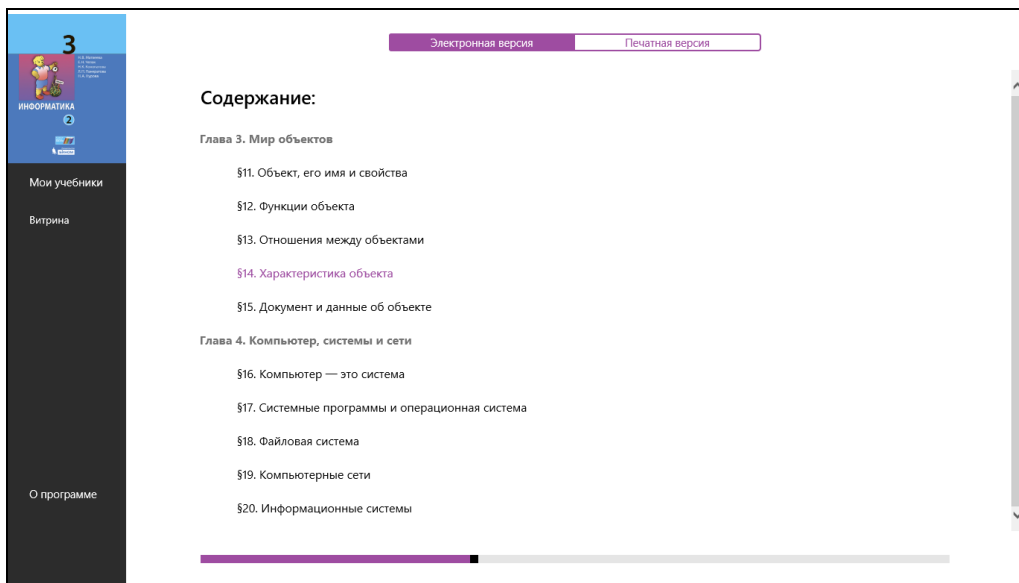 3
ИНФОРМАТИКА
2
Мои учебники
Витрина
О программе
Электронная версия
Печатная версия
Содержание:
Глава 3. Мир объектов
§11. Объект, его имя и свойства
§12. Функции объекта
§13. Отношения между объектами
§14. Характеристика объекта
§15. Документ и данные об объекте
Глава 4. Компьютер, системы и сети
§16. Компьютер — это система
§17. Системные программы и операционная система
§18. Файловая система
§19. Компьютерные сети
§20. Информационные системы